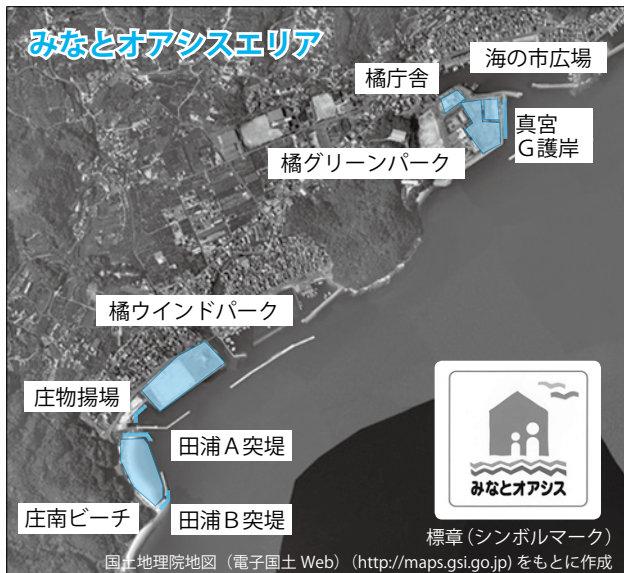 みなとオアシスエリア
海の市広場
橘庁舎
真宮
G護岸
橘グリーンパーク
橘ウインドパーク
庄物揚場
田浦A突堤
庄南ビーチ
田浦B突堤
みなとオアシス
標章(シンボルマーク)
国土地理院地図(電子国土 Web)(http://maps.gsi.go.jp) をもとに作成